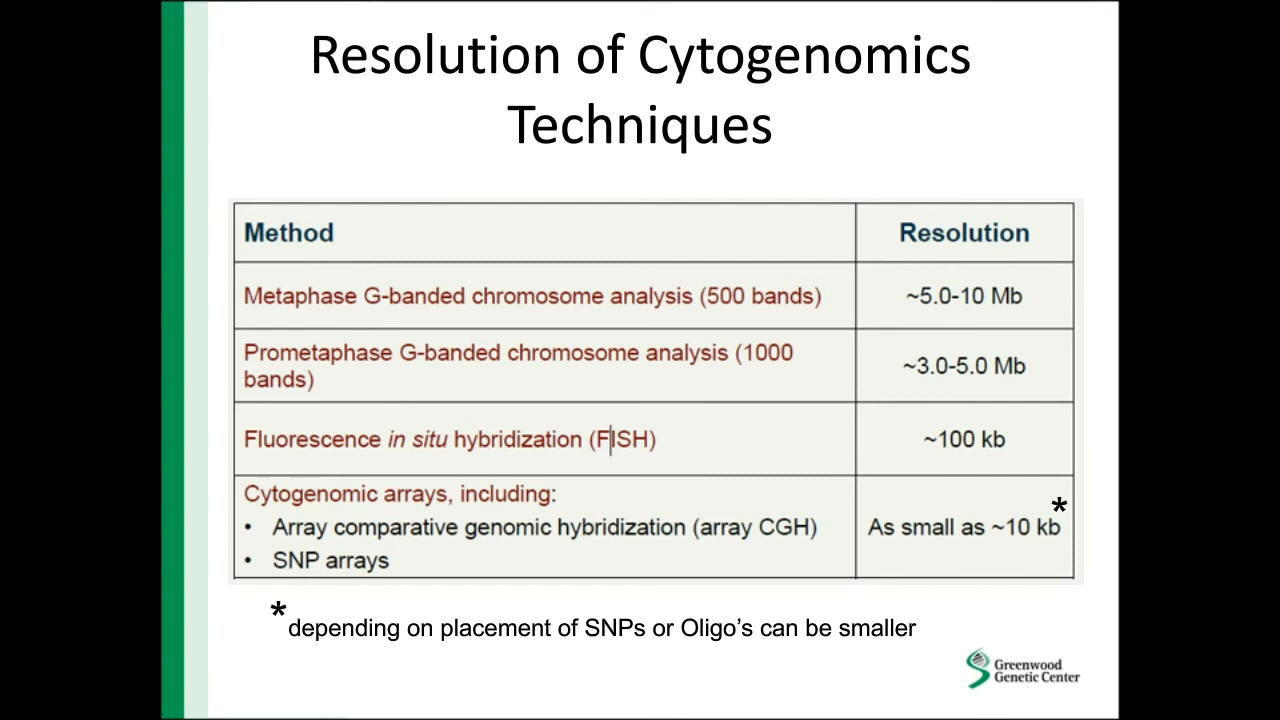 Resolution of Cytogenomics
Techniques
Method
Resolution
Metaphase G-banded chromosome analysis (500 bands)
~5.0-10 Mb
Prometaphase G-banded chromosome analysis (1000
bands)
~3.0-5.0 Mb
Fluorescence in situ hybridization (FISH)
~100 kb
Cytogenomic arrays, including:
• Array comparative genomic hybridization (array CGH)
• SNP arrays
As small as ~10 kb*
*depending on placement of SNPs or Oligo’s can be smaller
Greenwood
Genetic Center